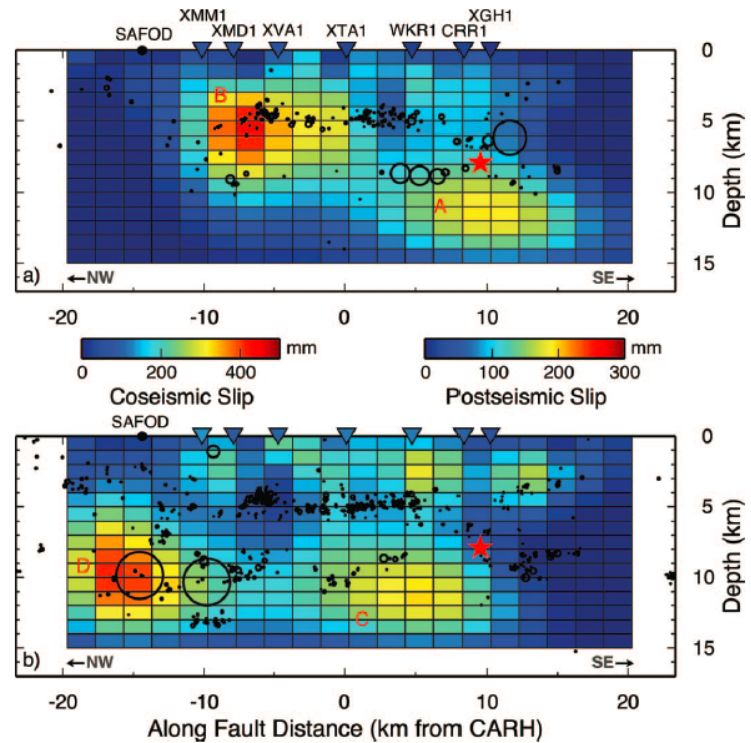 XMM1 XGH1
SAFOD XMD1 XVA1 XTA1 WKR1 CRR1
0
B
5
A
10
15
Depth (km)
a) ←NW SE→
-20 -10 0 10 20
mm mm
0 200 400 0 100 200 300
Coseismic Slip Postseismic Slip
SAFOD
0
5
D
10
C
15
Depth (km)
b) ←NW SE→
-20 -10 0 10 20
Along Fault Distance (km from CARH)